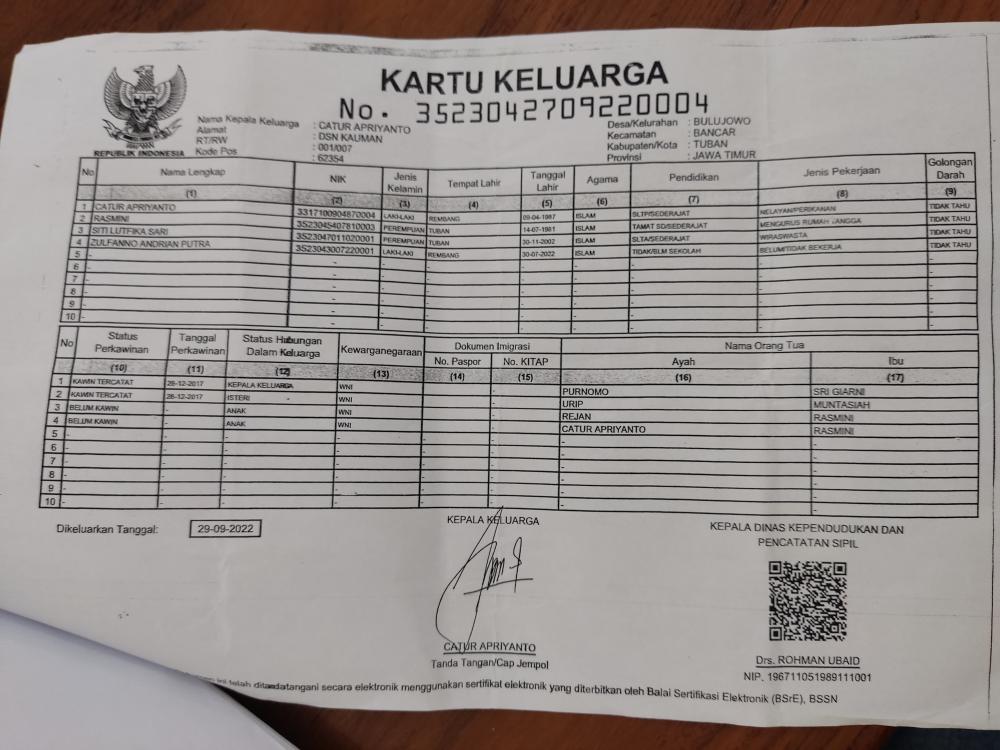 KARTU KELUARGA
No. 3523042709220004
REPUBLIK INDONESIA
Nama Kepala Keluarga : CATUR APRIYANTO
Alamat : DSN KAUMAN
RT/RW : 001/007
Kode Pos : 62354
Desa/Kelurahan : BULUJOWO
Kecamatan : BANCAR
Kabupaten/Kota : TUBAN
Provinsi : JAWA TIMUR
No Nama Lengkap NIK Jenis Kelamin Tempat Lahir Tanggal Lahir Agama Pendidikan Jenis Pekerjaan Golongan Darah
(1) (2) (3) (4) (5) (6) (7) (8) (9)
1 CATUR APRIYANTO 3317100904870004 LAKI-LAKI REMBANG 09-04-1987 ISLAM SLTP/SEDERAJAT NELAYAN/PERIKANAN TIDAK TAHU
2 RASMINI 3523045407810003 PEREMPUAN TUBAN 14-07-1981 ISLAM TAMAT SD/SEDERAJAT MENGURUS RUMAH TANGGA TIDAK TAHU
3 SITI LUTFIKA SARI 3523047011020001 PEREMPUAN TUBAN 30-11-2002 ISLAM SLTA/SEDERAJAT WIRASWASTA TIDAK TAHU
4 ZULFANNO ANDRIAN PUTRA 3523043007220001 LAKI-LAKI REMBANG 30-07-2022 ISLAM TIDAK/BLM SEKOLAH BELUM/TIDAK BEKERJA TIDAK TAHU
5 - - - - - - - - -
6 - - - - - - - - -
7 - - - - - - - - -
8 - - - - - - - - -
9 - - - - - - - - -
10 - - - - - - - - -
No Status Perkawinan Tanggal Perkawinan Status Hubungan Dalam Keluarga Kewarganegaraan Dokumen Imigrasi Nama Orang Tua
No. Paspor No. KITAP Ayah Ibu
(10) (11) (12) (13) (14) (15) (16) (17)
1 KAWIN TERCATAT 26-12-2017 KEPALA KELUARGA WNI - - PURNOMO SRI GIARNI
2 KAWIN TERCATAT 26-12-2017 ISTERI WNI - - URIP MUNTASIAH
3 BELUM KAWIN - ANAK WNI - - REJAN RASMINI
4 BELUM KAWIN - ANAK WNI - - CATUR APRIYANTO RASMINI
5 - - - - - - - -
6 - - - - - - - -
7 - - - - - - - -
8 - - - - - - - -
9 - - - - - - - -
10 - - - - - - - -
Dikeluarkan Tanggal: 29-09-2022
KEPALA KELUARGA
CATUR APRIYANTO
Tanda Tangan/Cap Jempol
KEPALA DINAS KEPENDUDUKAN DAN
PENCATATAN SIPIL
Drs. ROHMAN UBAID
NIP. 196711051989111001
ini telah ditandatangani secara elektronik menggunakan sertifikat elektronik yang diterbitkan oleh Balai Sertifikasi Elektronik (BSrE), BSSN